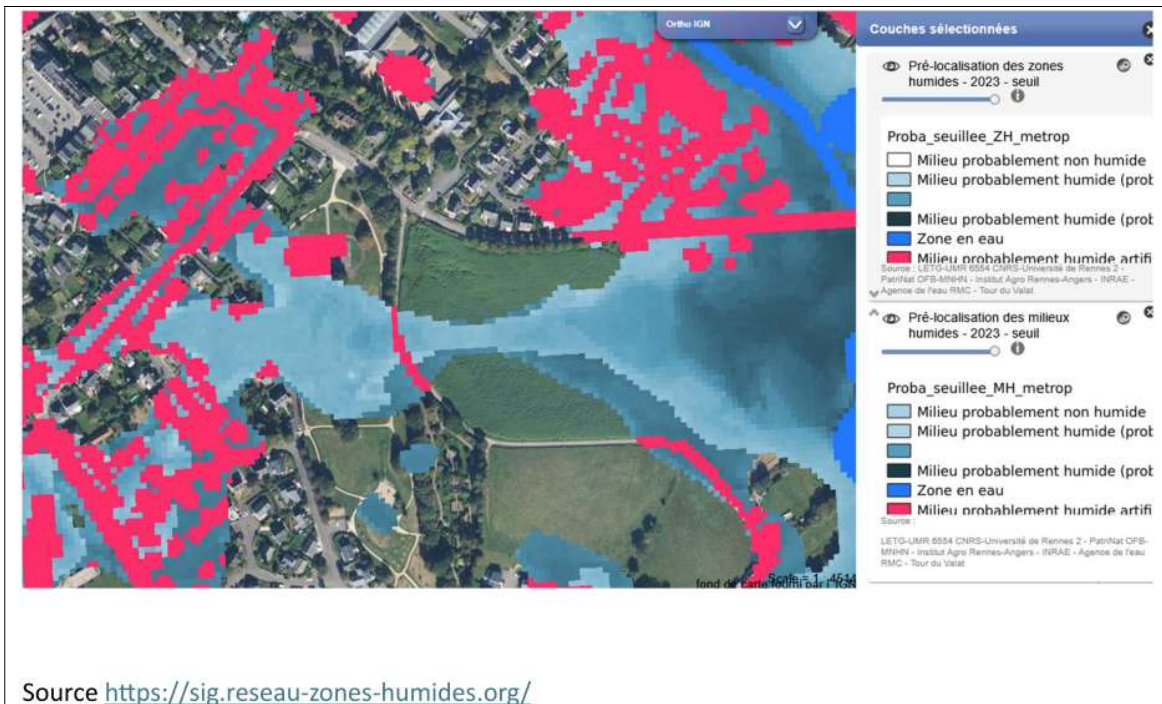 Ortho IGN
Couches sélectionnées
Pré-localisation des zones
humides - 2023 - seuil
Proba_seuillee_ZH_metrop
Milieu probablement non humide
Milieu probablement humide (prob
Milieu probablement humide (prob
Zone en eau
Milieu probablement humide artifi
Source : LETG-UMR 6554 CNRS-Université de Rennes 2 -
PatriNat OFB-MNHN - Institut Agro Rennes-Angers - INRAE -
Agence de l'eau RMC - Tour du Valat
Pré-localisation des milieux
humides - 2023 - seuil
Proba_seuillee_MH_metrop
Milieu probablement non humide
Milieu probablement humide (prob
Milieu probablement humide (prob
Zone en eau
Milieu probablement humide artifi
Source :
LETG-UMR 6554 CNRS-Université de Rennes 2 - PatriNat OFB-
MNHN - Institut Agro Rennes-Angers - INRAE - Agence de l'eau
RMC - Tour du Valat
Scale = 1 : 4514
fond de carte fourni par l'IGN
Source https://sig.reseau-zones-humides.org/